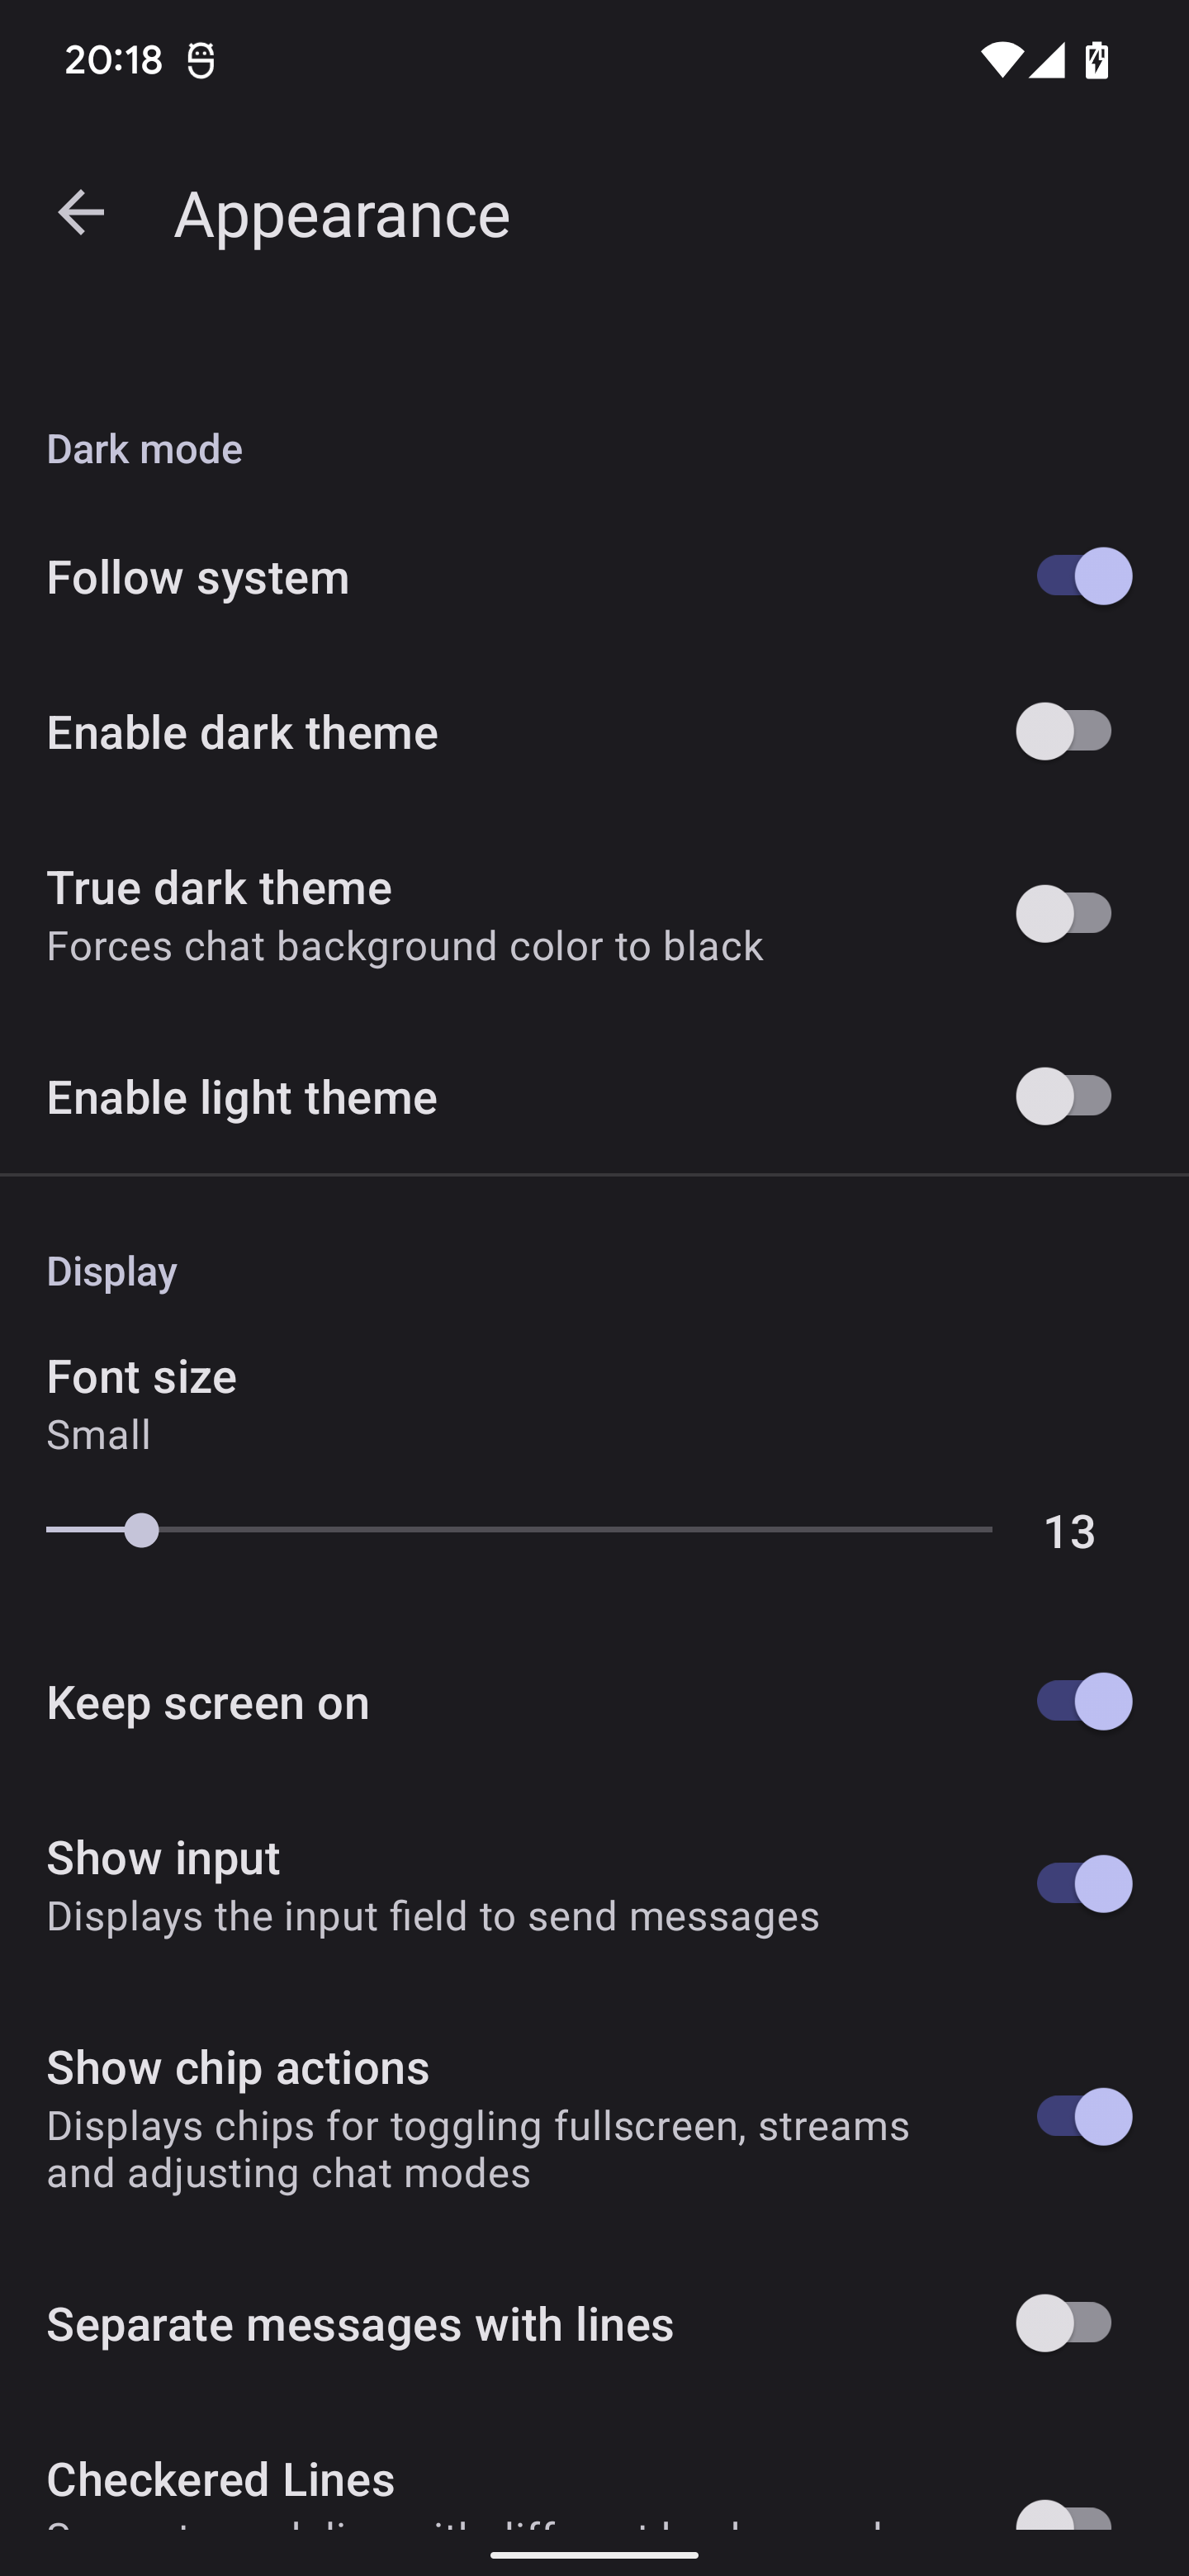 20:18
Appearance
Dark mode
Follow system
Enable dark theme
True dark theme
Forces chat background color to black
Enable light theme
Display
Font size
Small
13
Keep screen on
Show input
Displays the input field to send messages
Show chip actions
Displays chips for toggling fullscreen, streams
and adjusting chat modes
Separate messages with lines
Checkered Lines